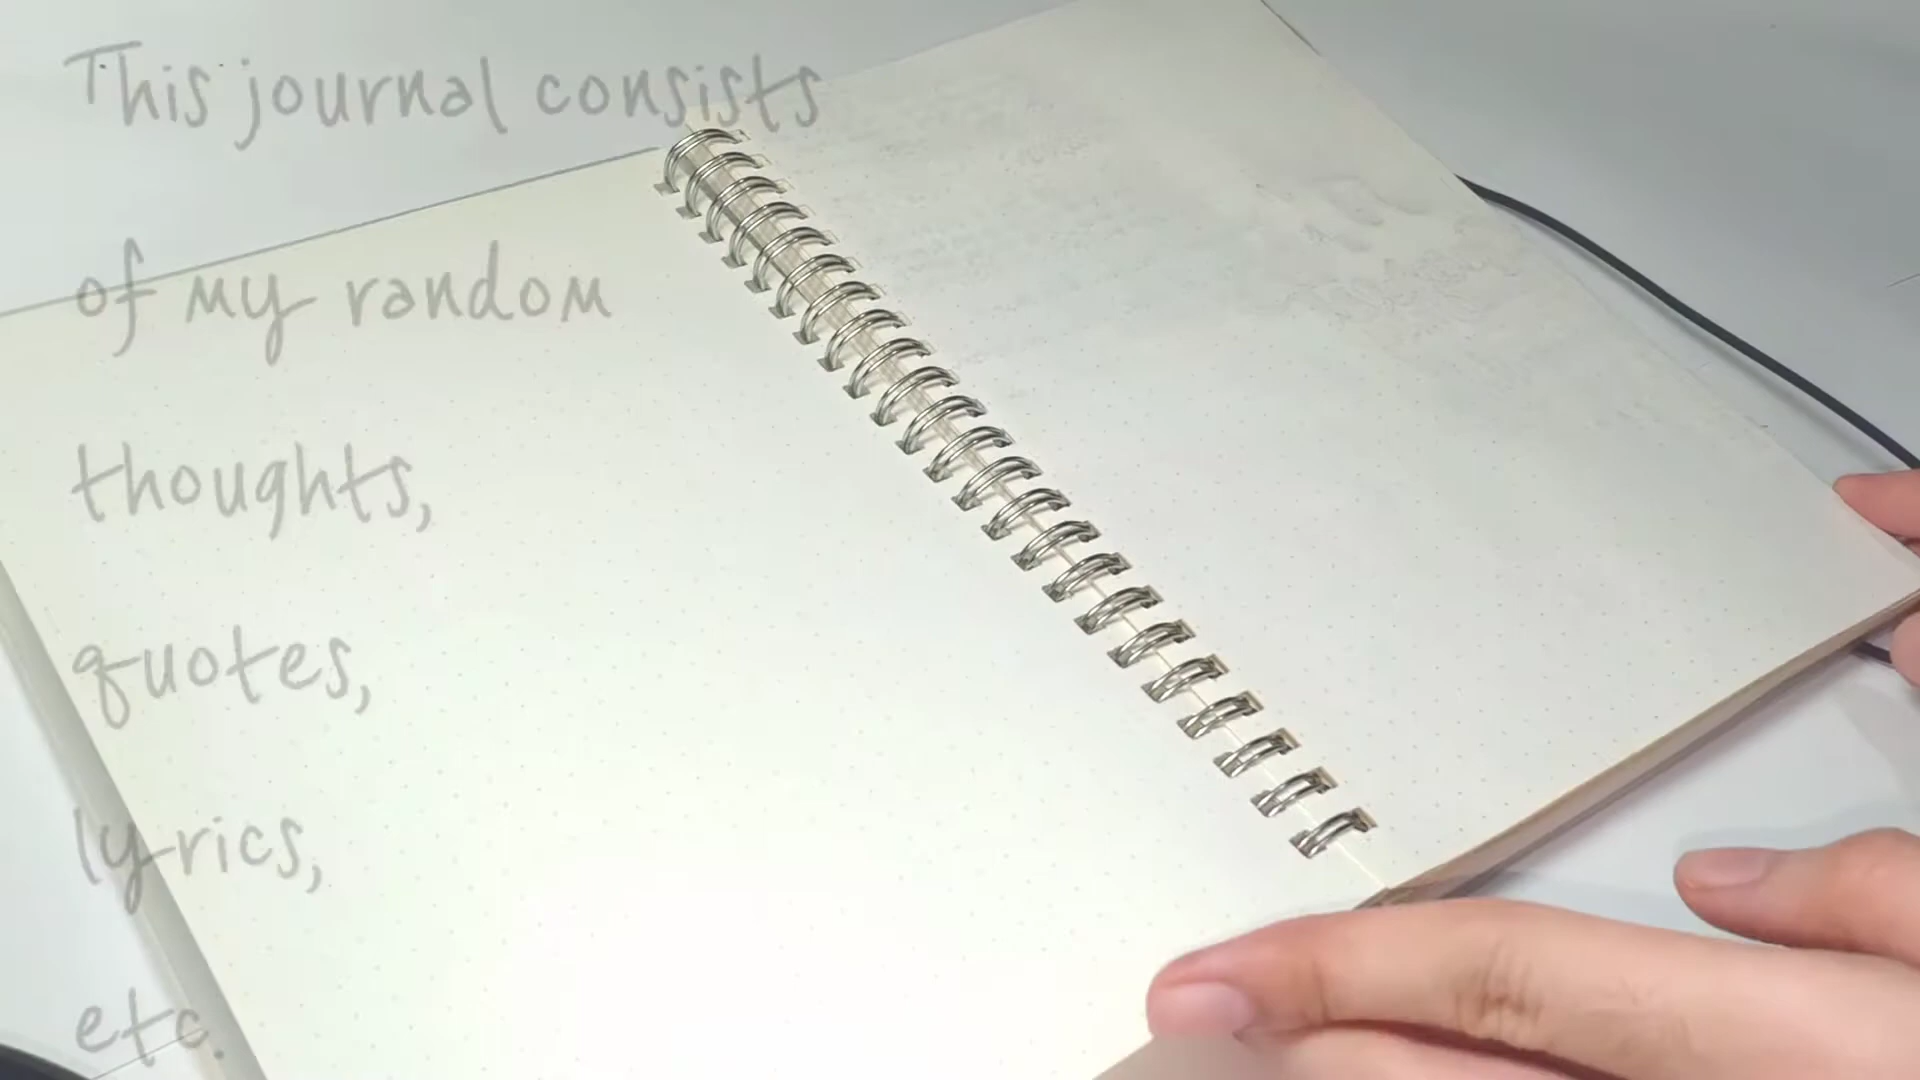 This journal consists
of my random
thoughts,
quotes,
lyrics,
etc.